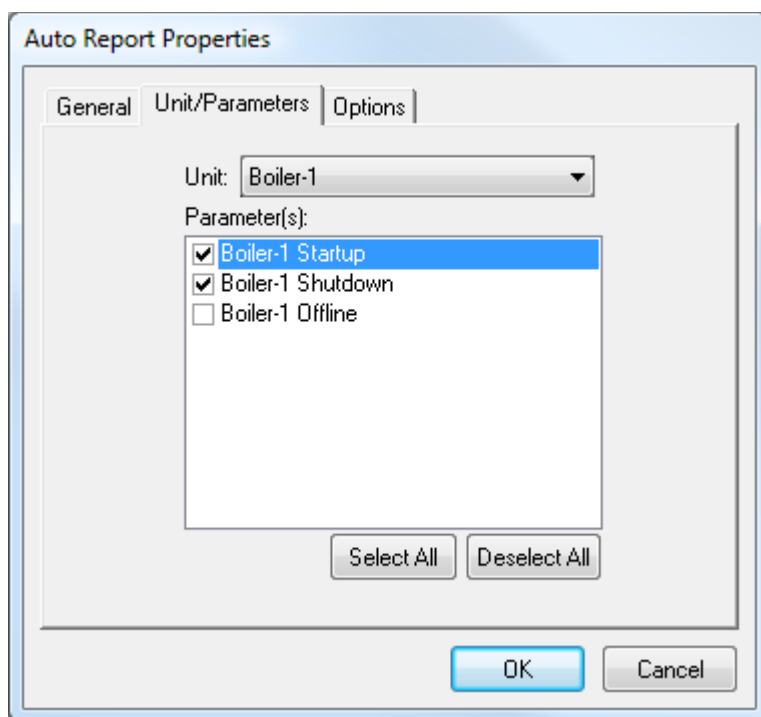 Auto Report Properties
General Unit/Parameters Options
Unit: Boiler-1
Parameter(s):
Boiler-1 Startup
Boiler-1 Shutdown
Boiler-1 Offline
Select All Deselect All
OK Cancel